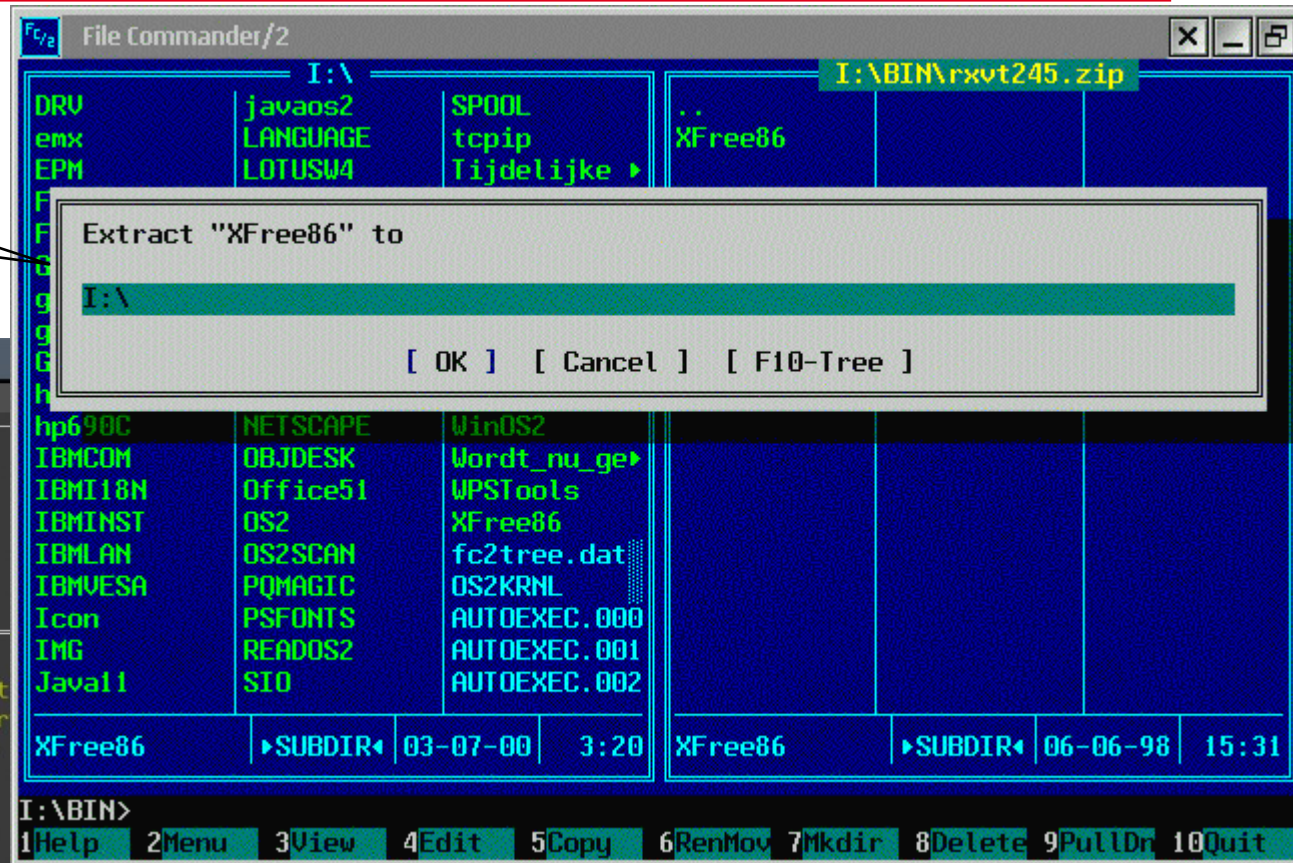 Fc/2 File Commander/2
I:\ I:\BIN\rxvt245.zip
DRV javaos2 SPOOL ..
emx LANGUAGE tcpip XFree86
EPM LOTUSW4 Tijdelijke
F
F Extract "XFree86" to
G
g I:\
g
G [ OK ] [ Cancel ] [ F10-Tree ]
h
hp690C NETSCAPE WinOS2
IBMCOM OBJDESK Wordt_nu_ge
IBMI18N Office51 WPSTools
IBMINST OS2 XFree86
IBMLAN OS2SCAN fc2tree.dat
IBMVESA PQMAGIC OS2KRNL
Icon PSFONTS AUTOEXEC.000
IMG READOS2 AUTOEXEC.001
Java11 SIO AUTOEXEC.002
XFree86 ►SUBDIR◄ 03-07-00 3:20 XFree86 ►SUBDIR◄ 06-06-98 15:31
I:\BIN>
1Help 2Menu 3View 4Edit 5Copy 6RenMov 7Mkdir 8Delete 9PullDn 10Quit